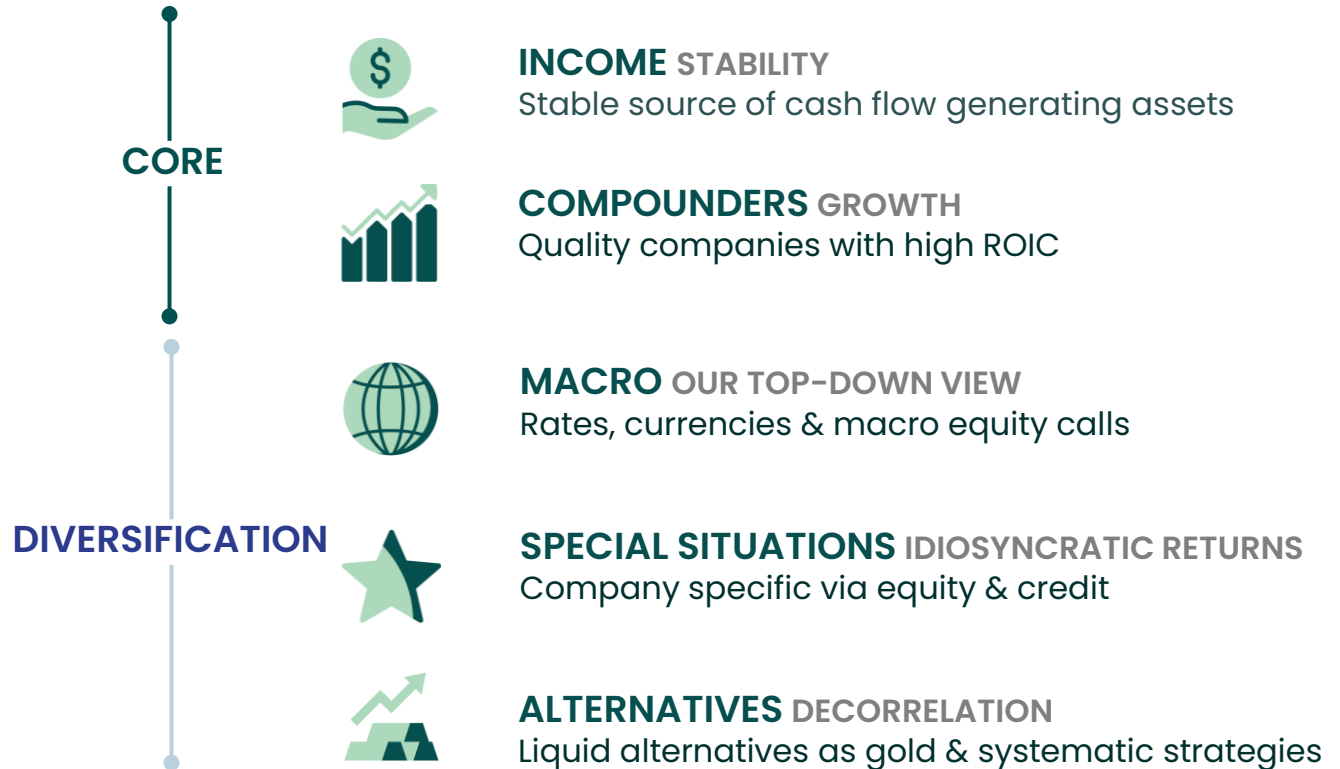 CORE
INCOME STABILITY
Stable source of cash flow generating assets
COMPOUNDERS GROWTH
Quality companies with high ROIC
DIVERSIFICATION
MACRO OUR TOP-DOWN VIEW
Rates, currencies & macro equity calls
SPECIAL SITUATIONS IDIOSYNCRATIC RETURNS
Company specific via equity & credit
ALTERNATIVES DECORRELATION
Liquid alternatives as gold & systematic strategies
$